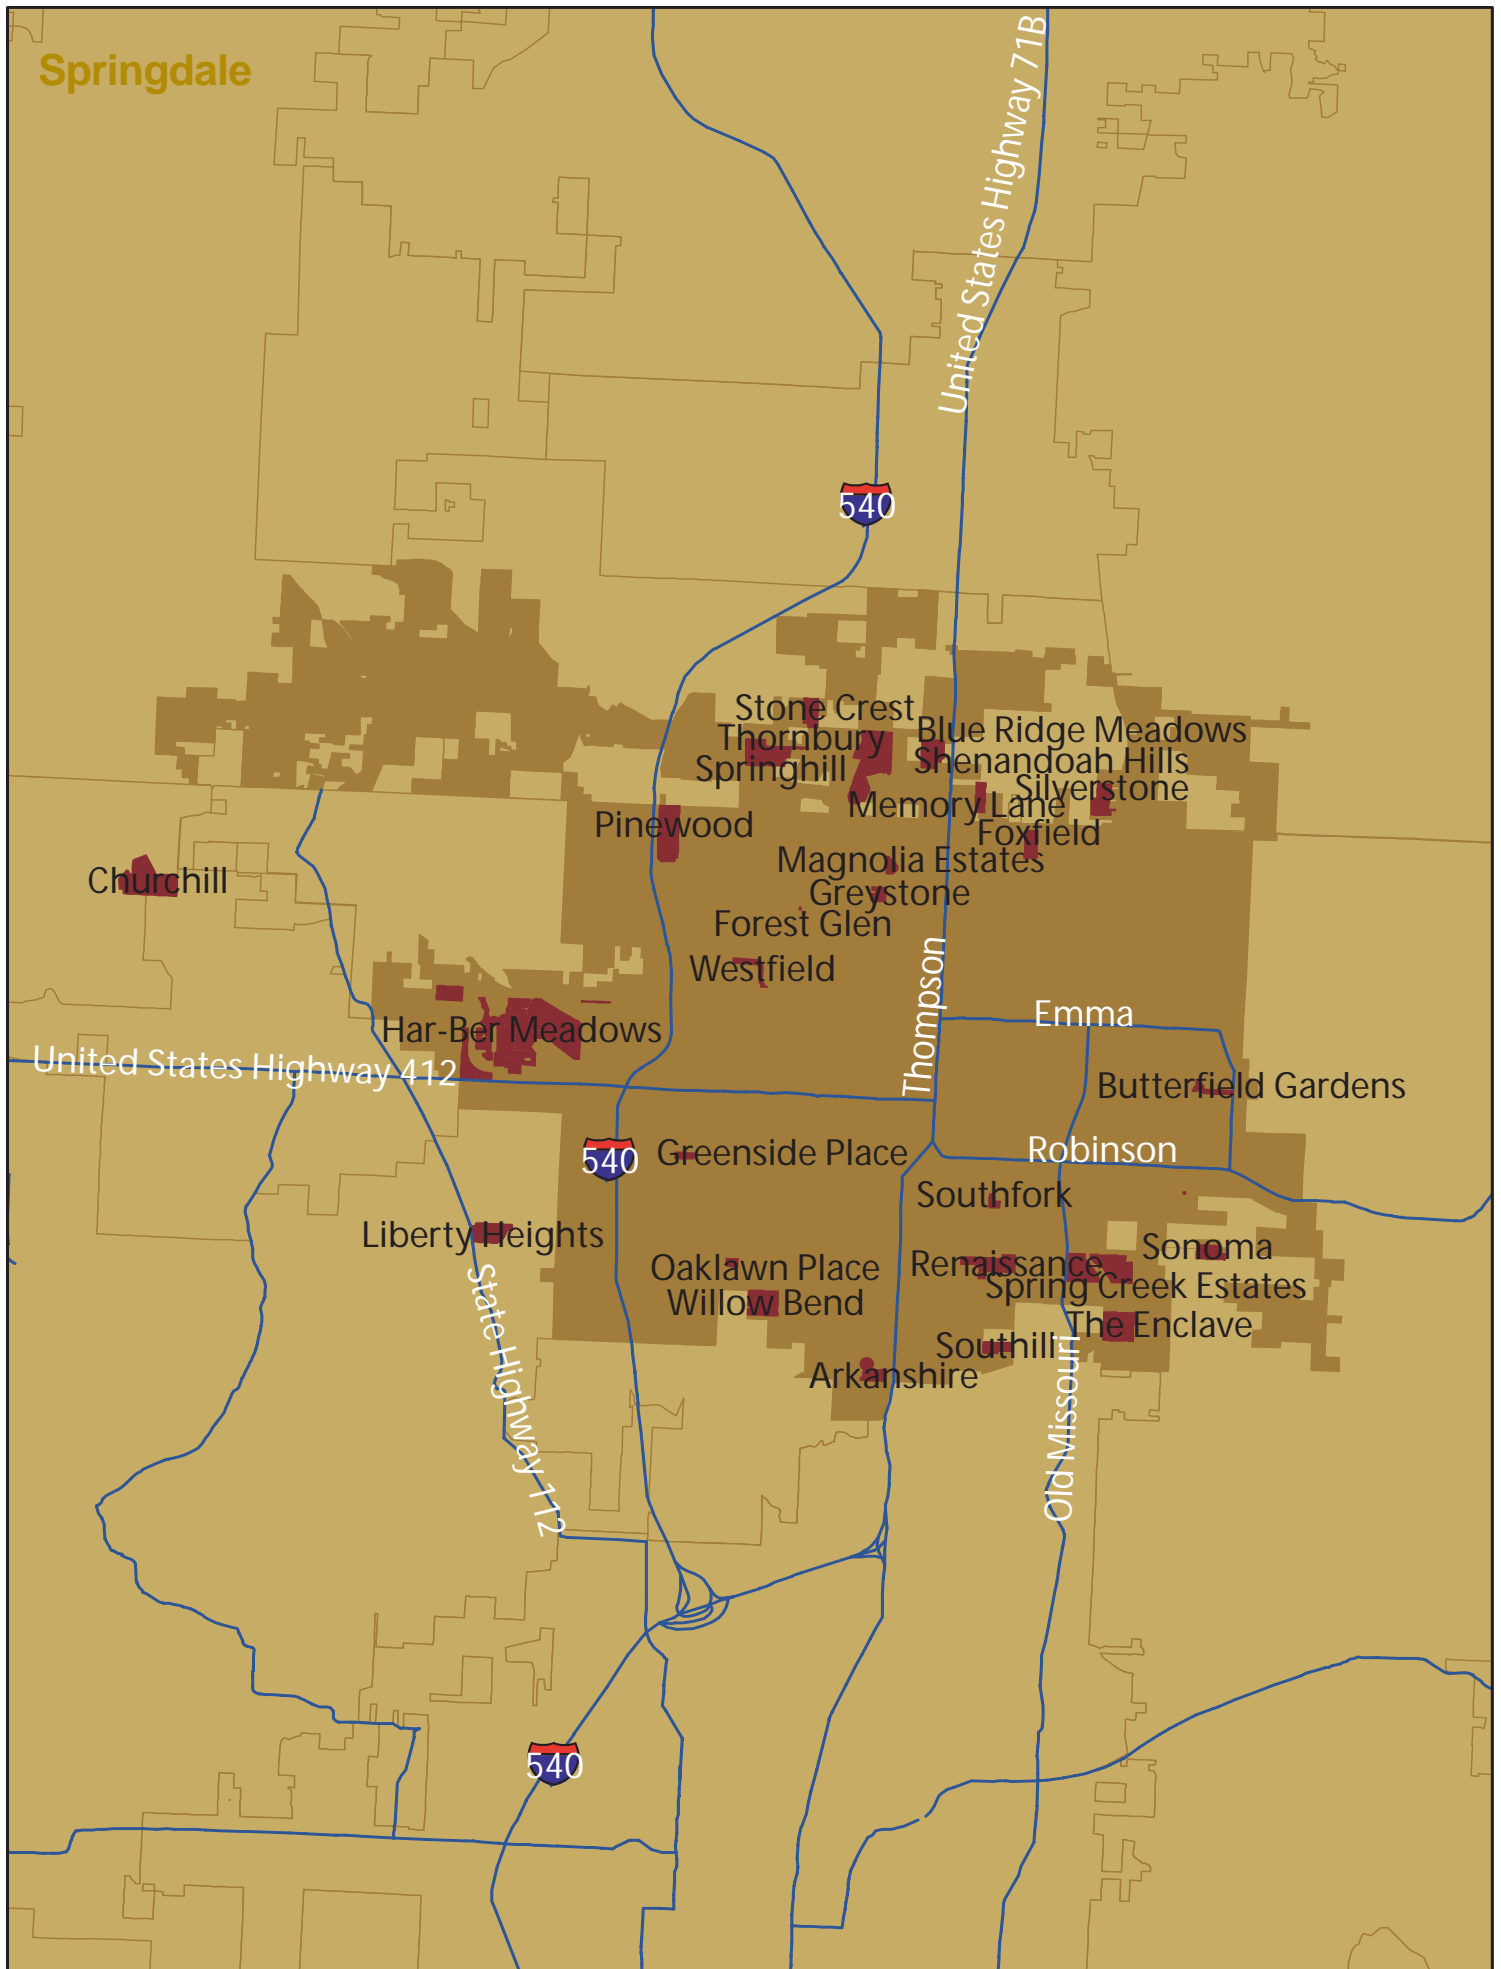 Springdale
United States Highway 71B
540
Stone Crest
Blue Ridge Meadows
Thornbury
Shenandoah Hills
Springhill
Silverstone
Memory Lane
Pinewood
Foxfield
Magnolia Estates
Churchill
Greystone
Forest Glen
Westfield
Thompson
Emma
Har-Ber Meadows
United States Highway 412
Butterfield Gardens
540
Greenside Place
Robinson
Southfork
Liberty Heights
Sonoma
Oaklawn Place
Renaissance
Spring Creek Estates
Willow Bend
The Enclave
Southill
Arkanshire
State Highway 112
Old Missouri
540